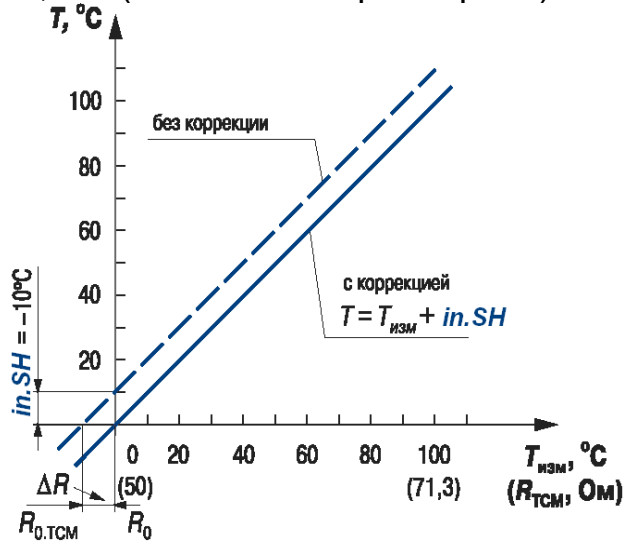 T, °C
100
80
60
40
20
без коррекции
с коррекцией
T = Tизм + in.SH
in.SH = −10°C
0 20 40 60 80 100
(50) (71,3)
Tизм, °C
(RТСМ, Ом)
ΔR
R0.ТСМ R0